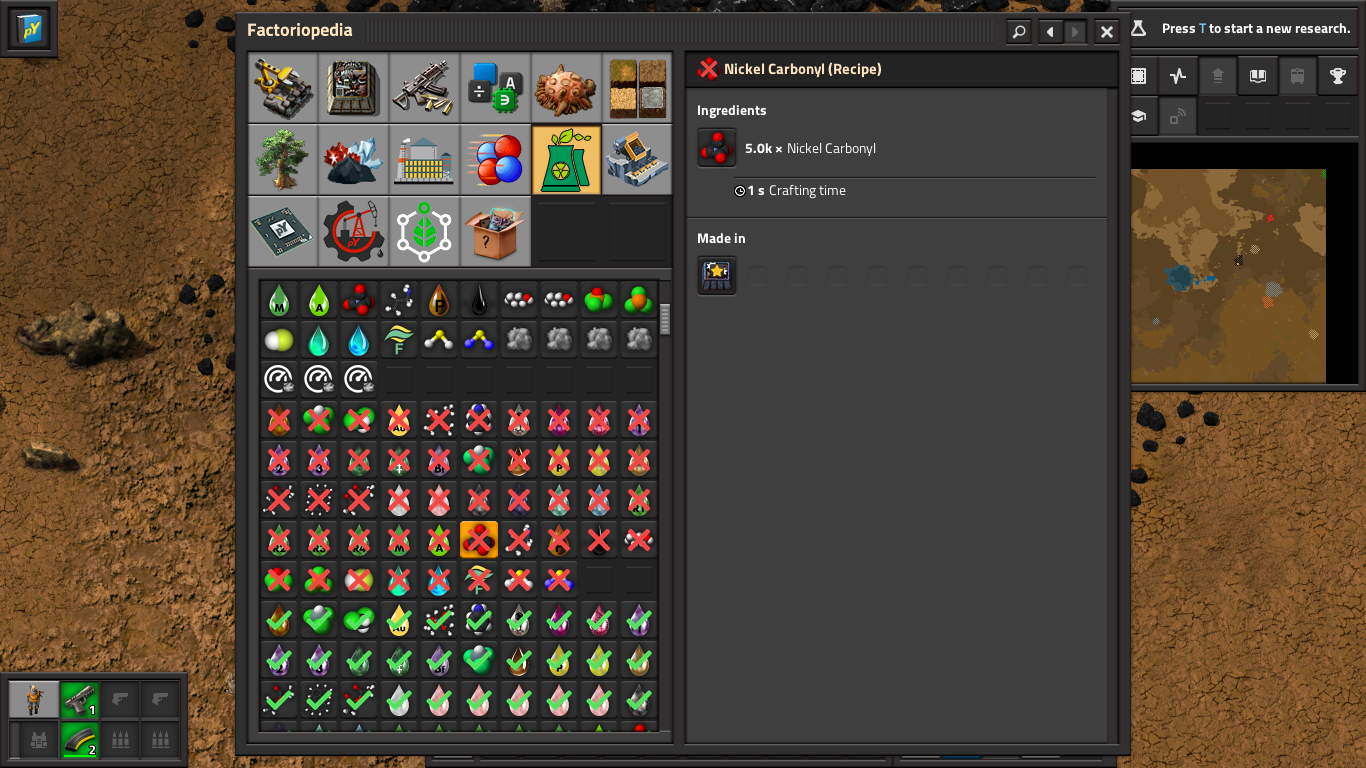 Factoriopedia
Nickel Carbonyl (Recipe)
Ingredients
5.0k × Nickel Carbonyl
1 s Crafting time
Made in
Press T to start a new research.
1
2